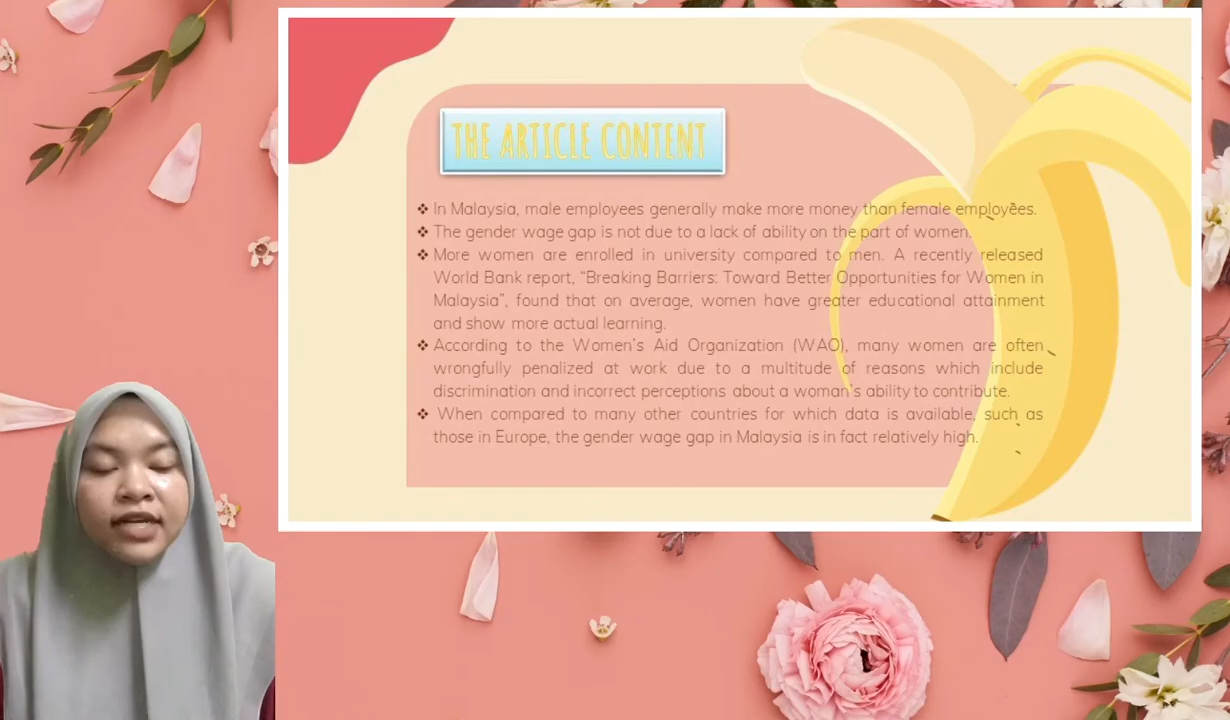 THE ARTICLE CONTENT
❖ In Malaysia, male employees generally make more money than female employees.
❖ The gender wage gap is not due to a lack of ability on the part of women.
❖ More women are enrolled in university compared to men. A recently released
World Bank report, “Breaking Barriers: Toward Better Opportunities for Women in
Malaysia”, found that on average, women have greater educational attainment
and show more actual learning.
❖ According to the Women’s Aid Organization (WAO), many women are often
wrongfully penalized at work due to a multitude of reasons which include
discrimination and incorrect perceptions about a woman’s ability to contribute.
❖ When compared to many other countries for which data is available, such as
those in Europe, the gender wage gap in Malaysia is in fact relatively high.